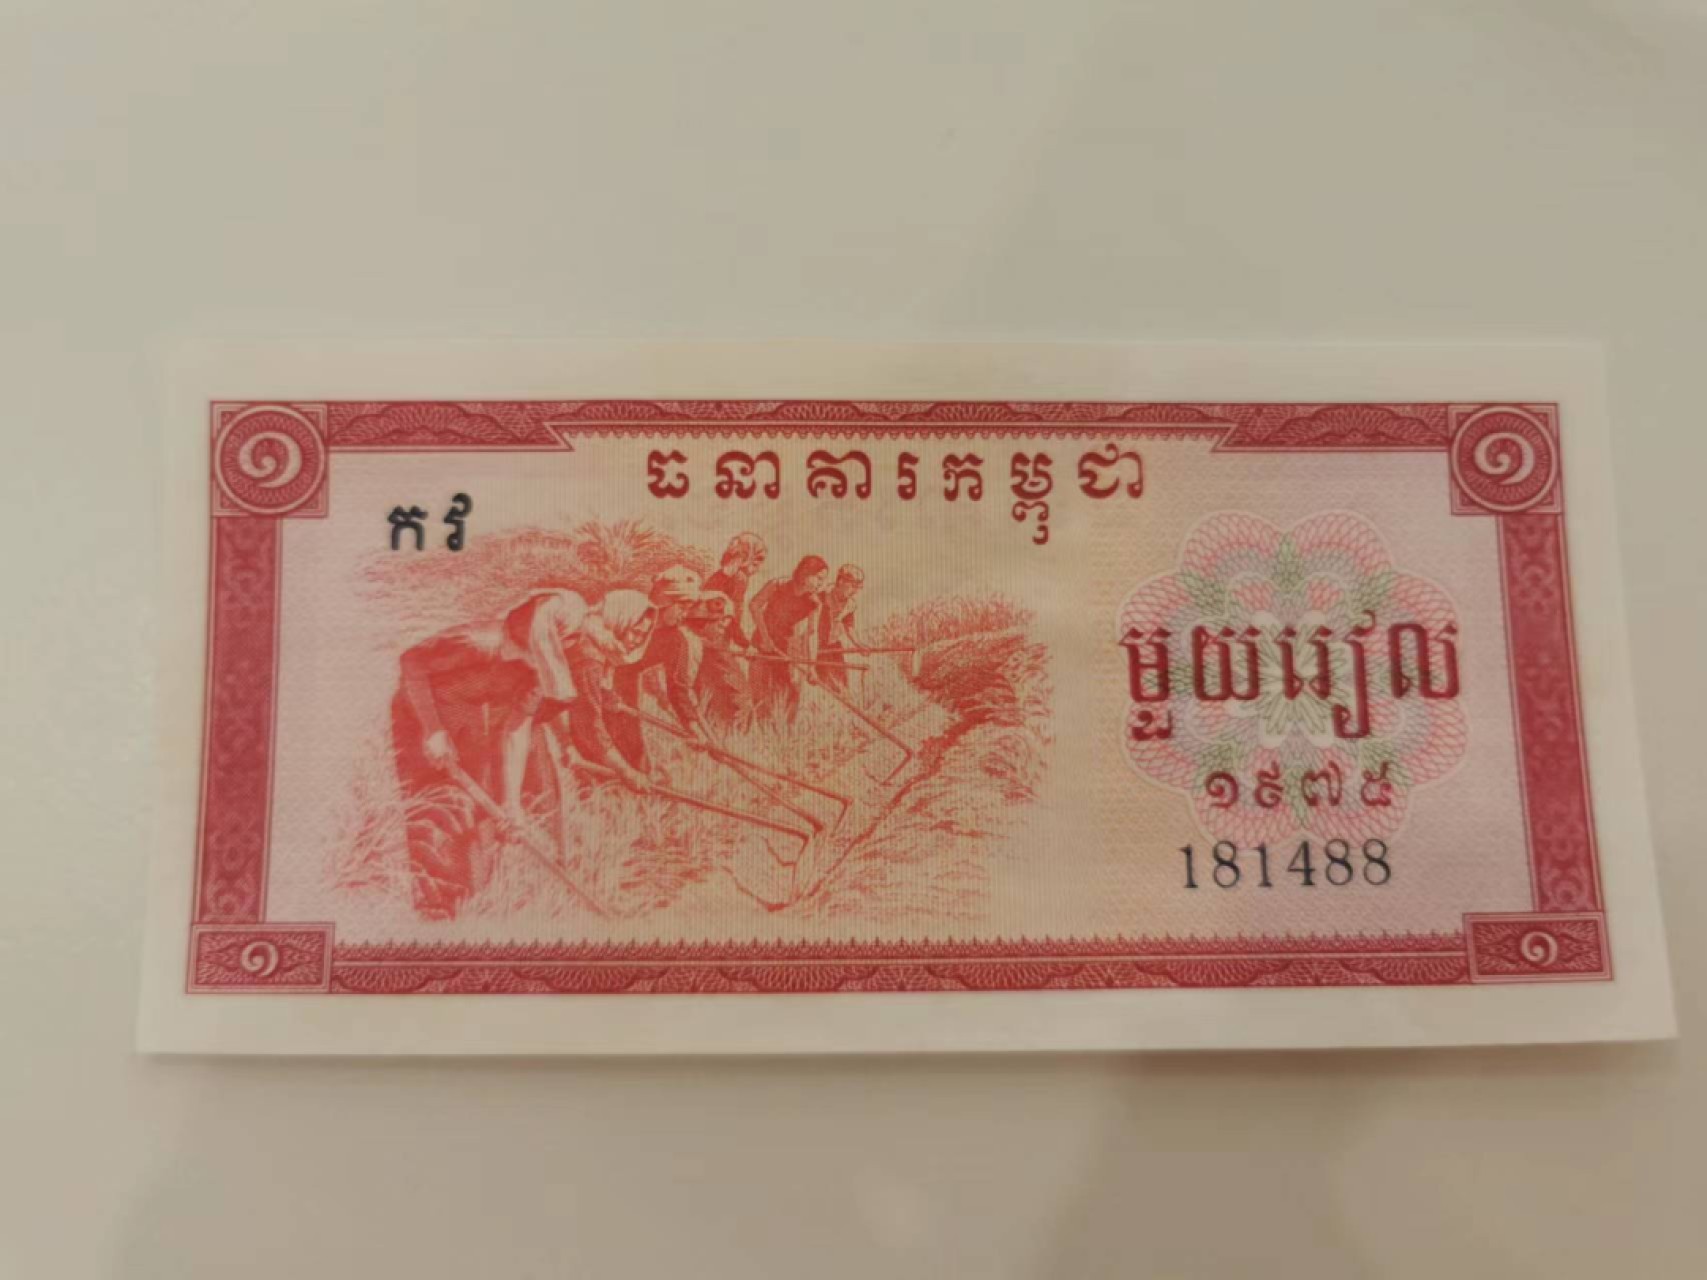 ១ ១
ធនាគារកម្ពុជា
កវ
មួយរៀល
១៩៧៥
181488
១ ១